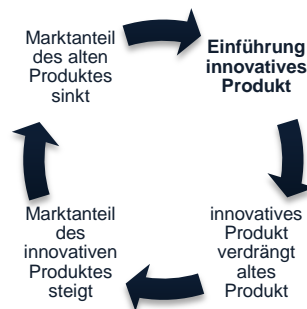 Marktanteil
des alten
Produktes
sinkt
Einführung
innovatives
Produkt
innovatives
Produkt
verdrängt
altes
Produkt
Marktanteil
des
innovativen
Produktes
steigt